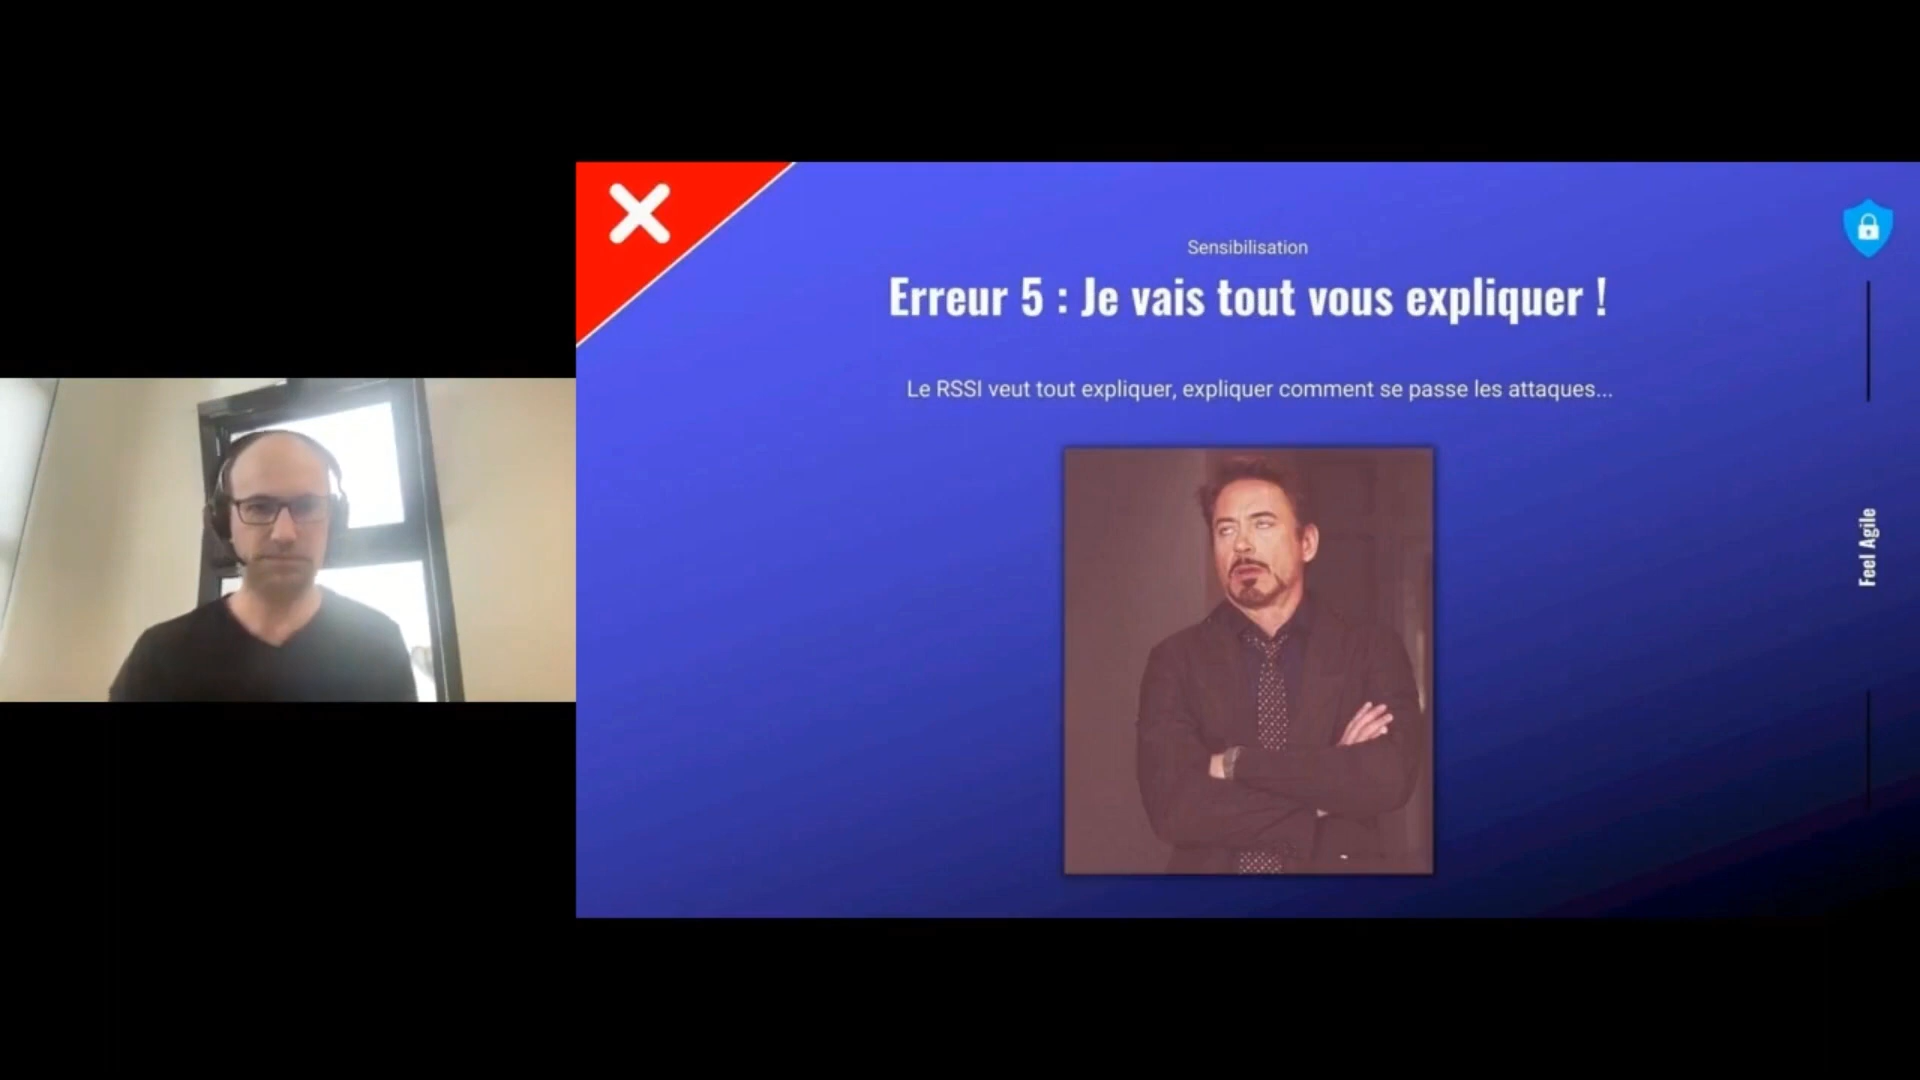 Sensibilisation
Erreur 5 : Je vais tout vous expliquer !
Le RSSI veut tout expliquer, expliquer comment se passe les attaques...
Feel Agile